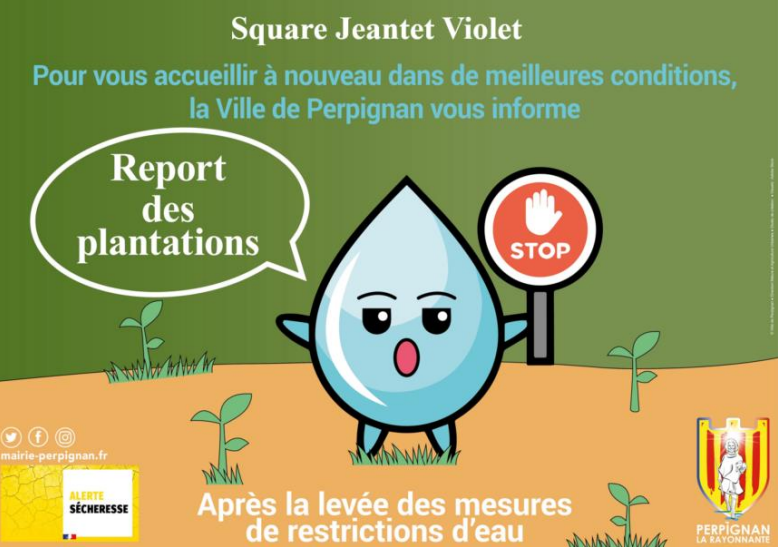 Square Jeantet Violet
Pour vous accueillir à nouveau dans de meilleures conditions,
la Ville de Perpignan vous informe
Report
des
plantations
STOP
mairie-perpignan.fr
ALERTE
SÉCHERESSE
Après la levée des mesures
de restrictions d'eau
PERPIGNAN
LA RAYONNANTE